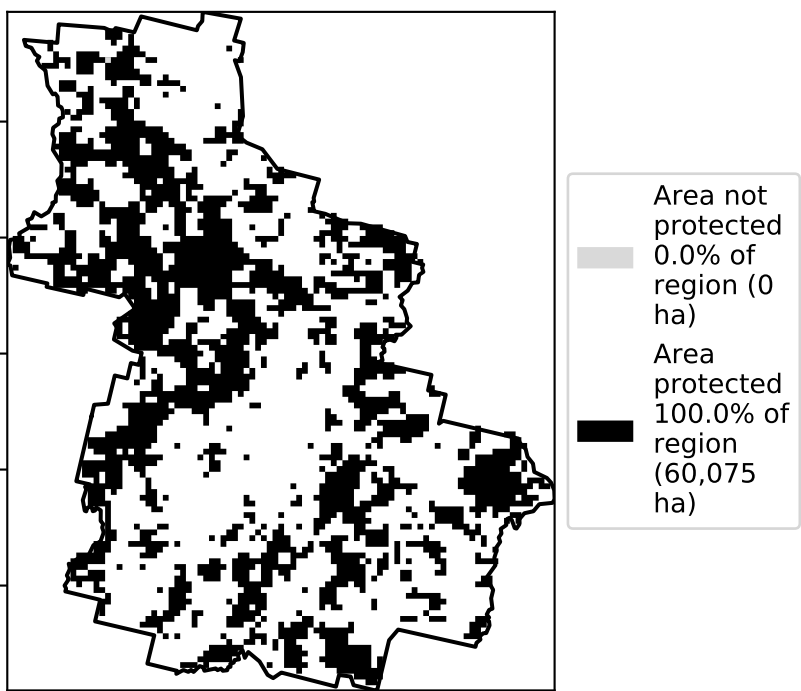 Area not
protected
0.0% of
region (0
ha)
Area
protected
100.0% of
region
(60,075
ha)